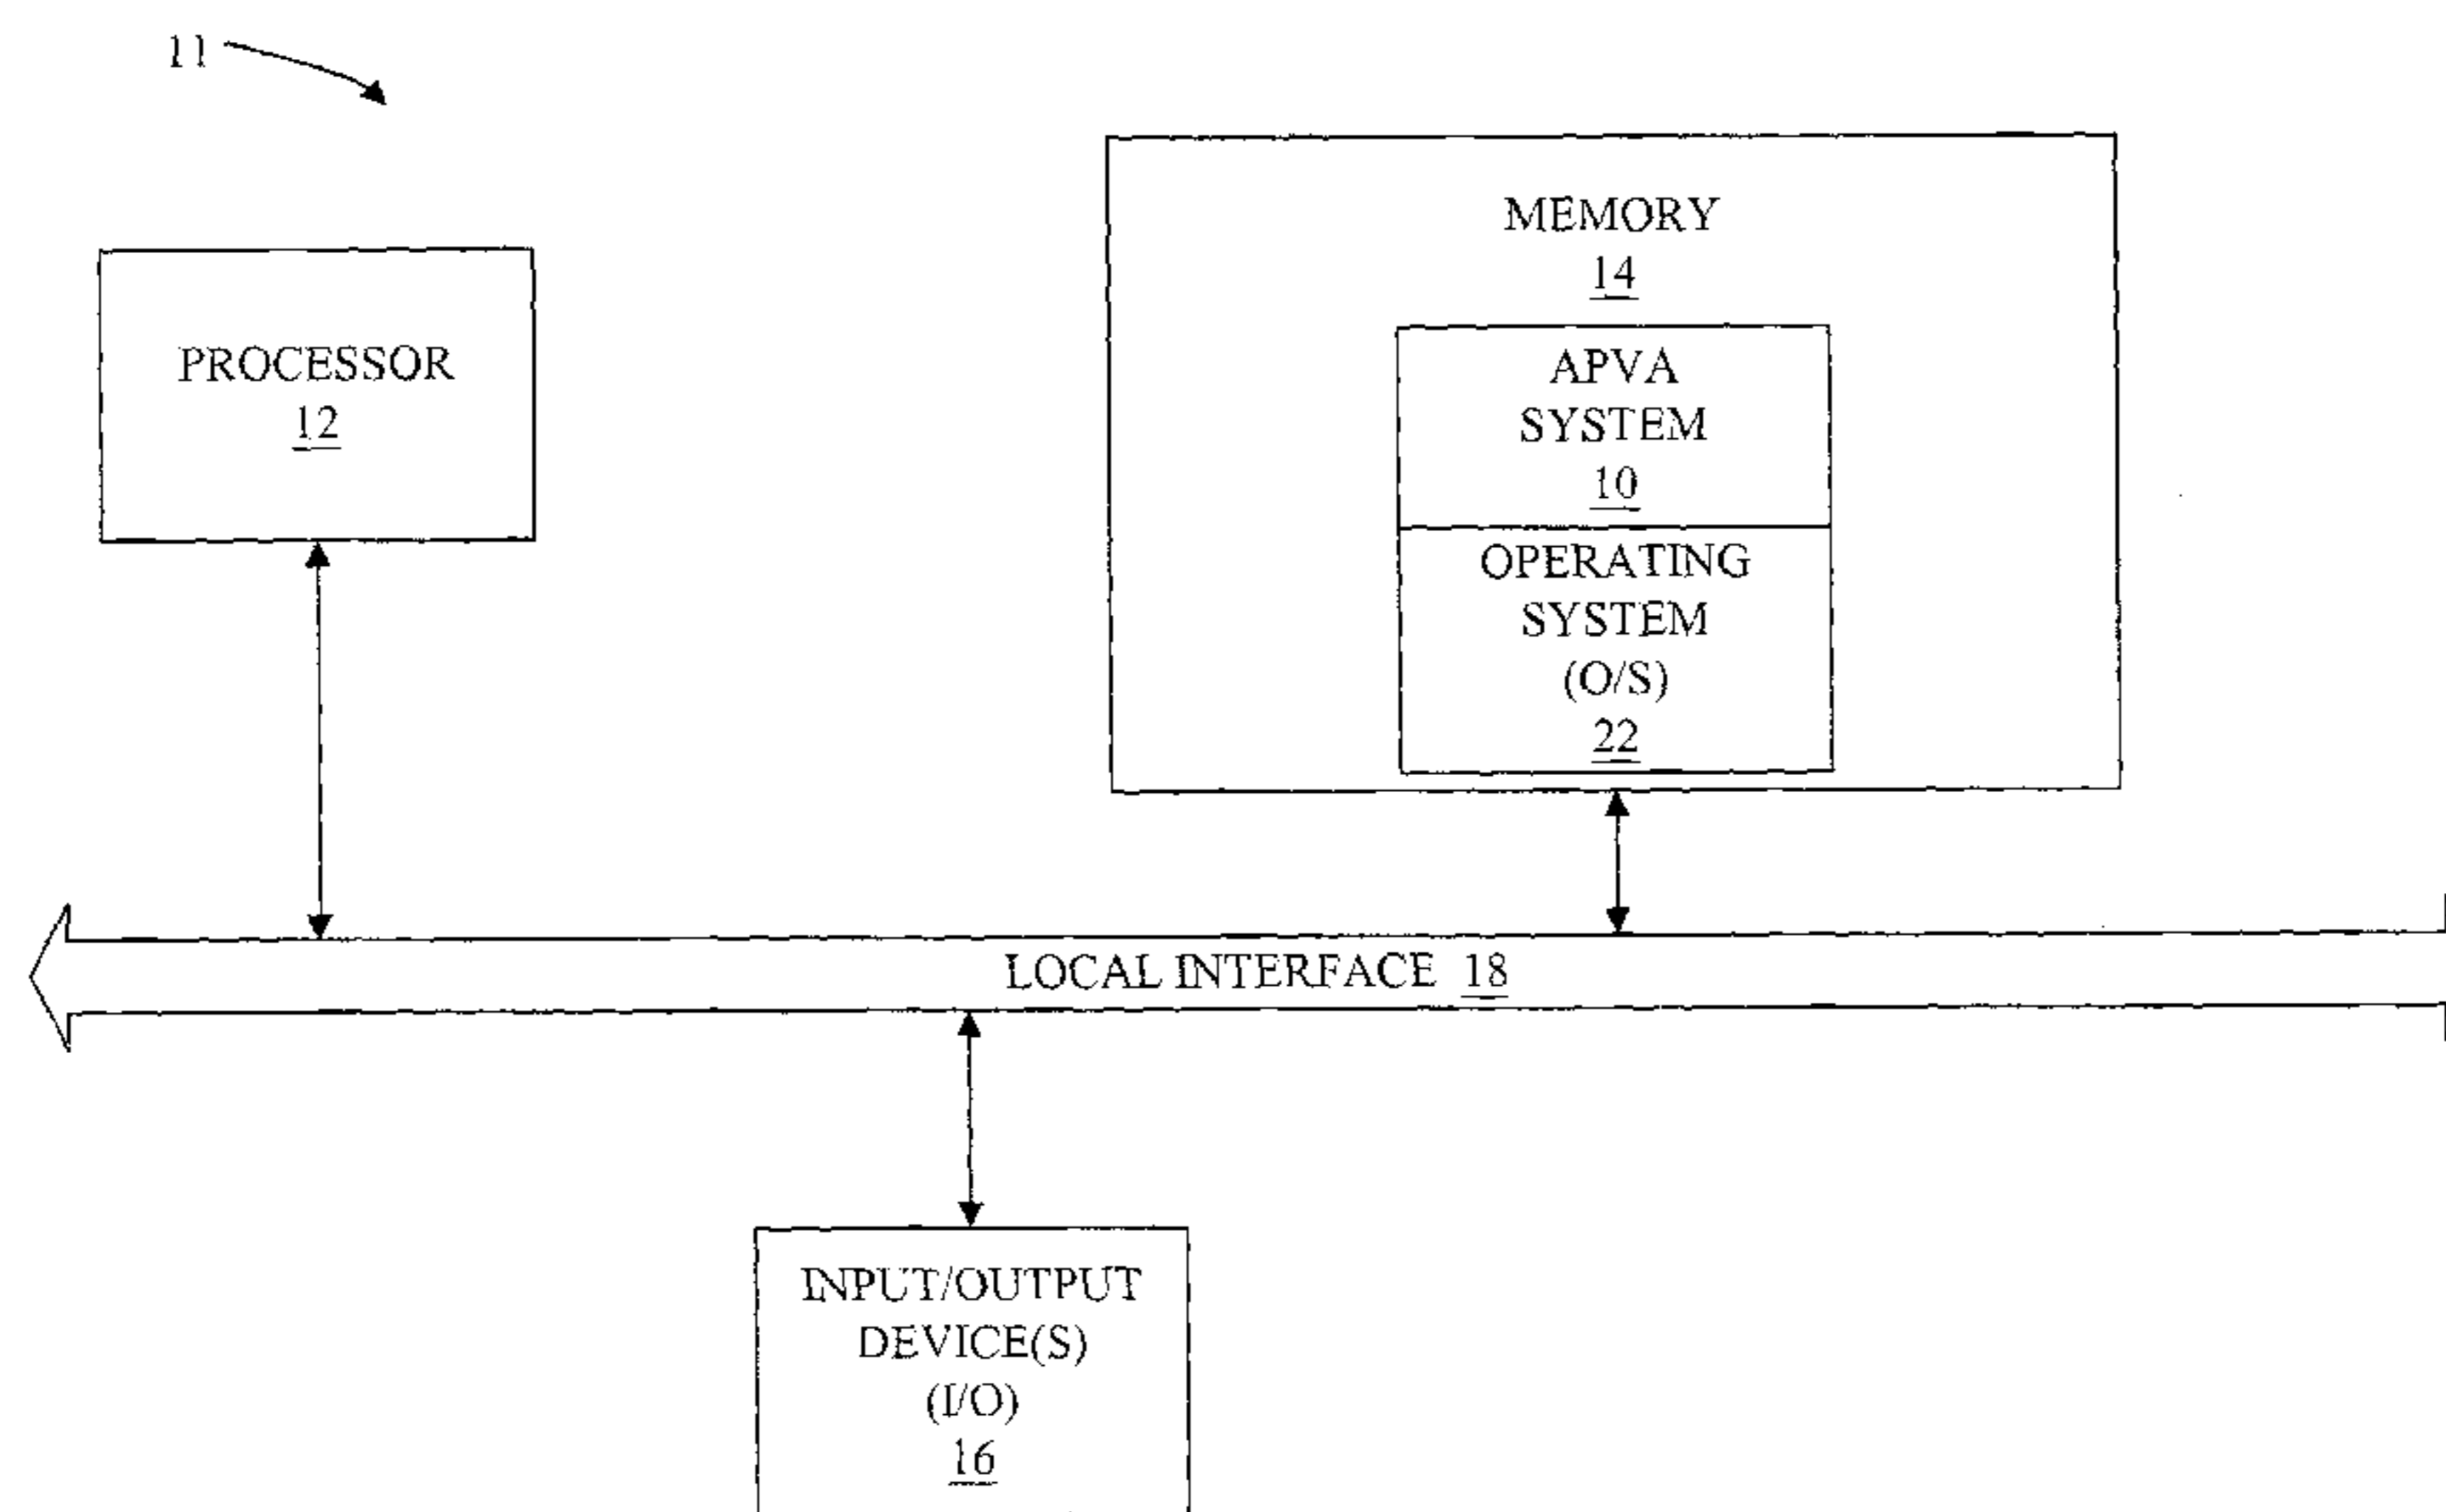 11
MEMORY
14
PROCESSOR
12
APVA
SYSTEM
10
OPERATING
SYSTEM
(O/S)
22
LOCAL INTERFACE 18
INPUT/OUTPUT
DEVICE(S)
(I/O)
16